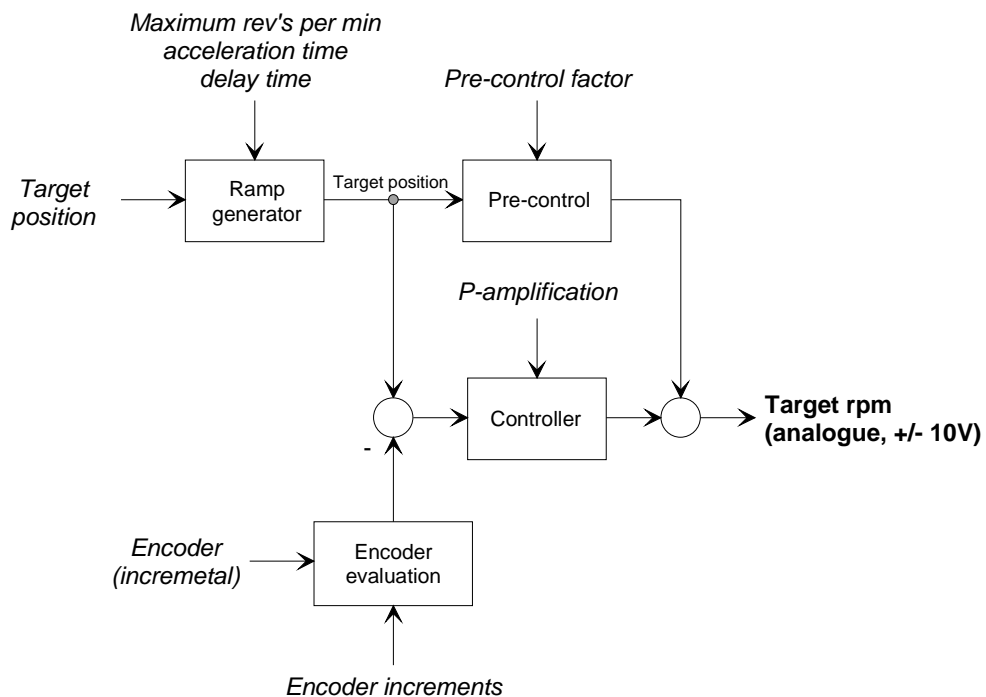 Maximum rev's per min
acceleration time
delay time
Pre-control factor
Target
position
Ramp
generator
Target position
Pre-control
P-amplification
Controller
Target rpm
(analogue, +/- 10V)
-
Encoder
(incremetal)
Encoder
evaluation
Encoder increments